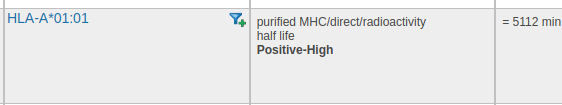 HLA-A*01:01
purified MHC/direct/radioactivity
half life
Positive-High
= 5112 min